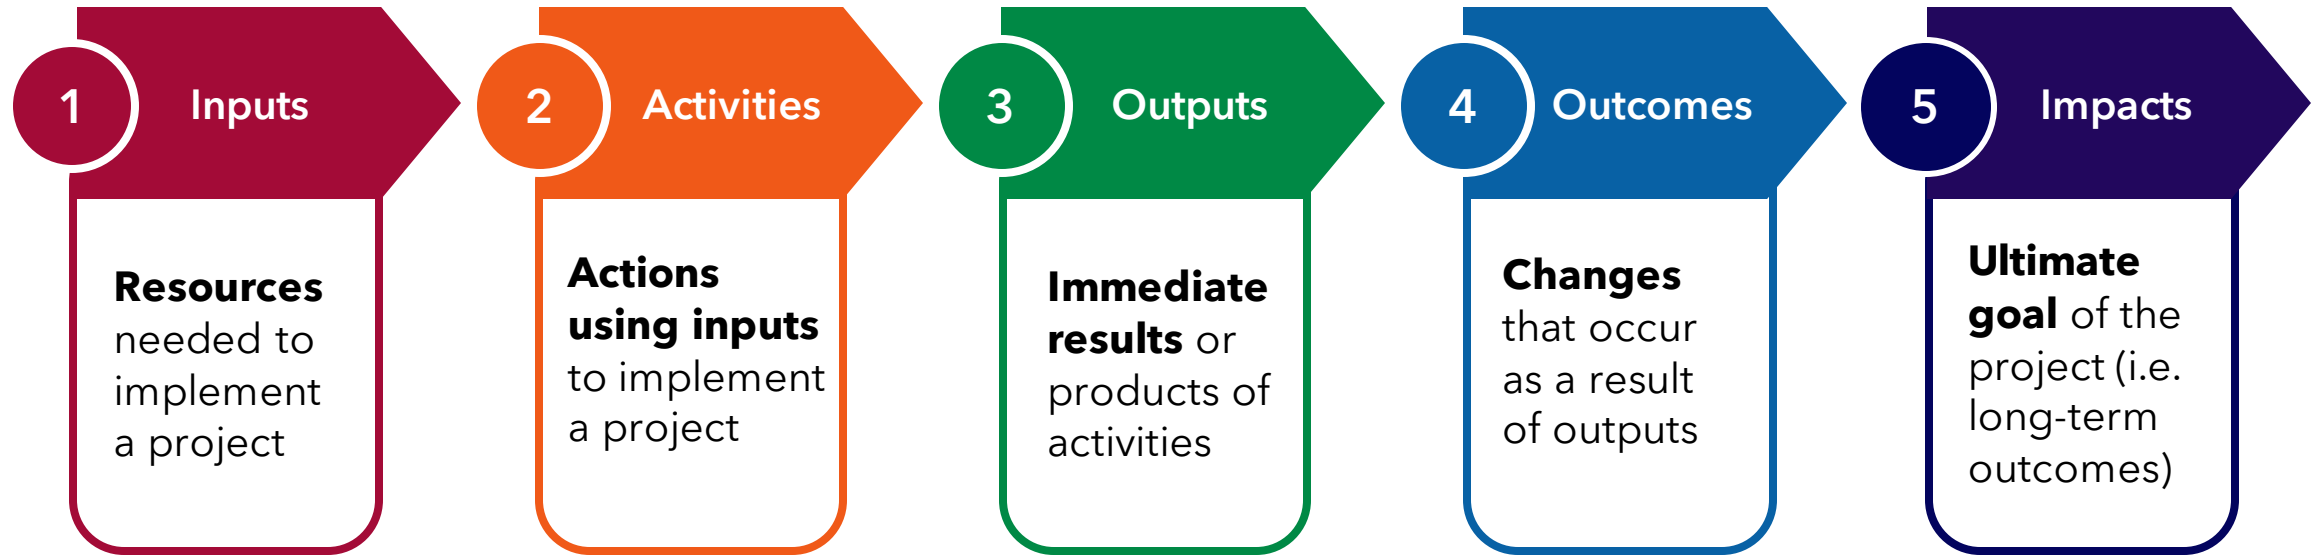 1
Inputs
Resources
needed to
implement
a project
2
Activities
Actions
using inputs
to implement
a project
3
Outputs
Immediate
results or
products of
activities
4
Outcomes
Changes
that occur
as a result
of outputs
5
Impacts
Ultimate
goal of the
project (i.e.
long-term
outcomes)